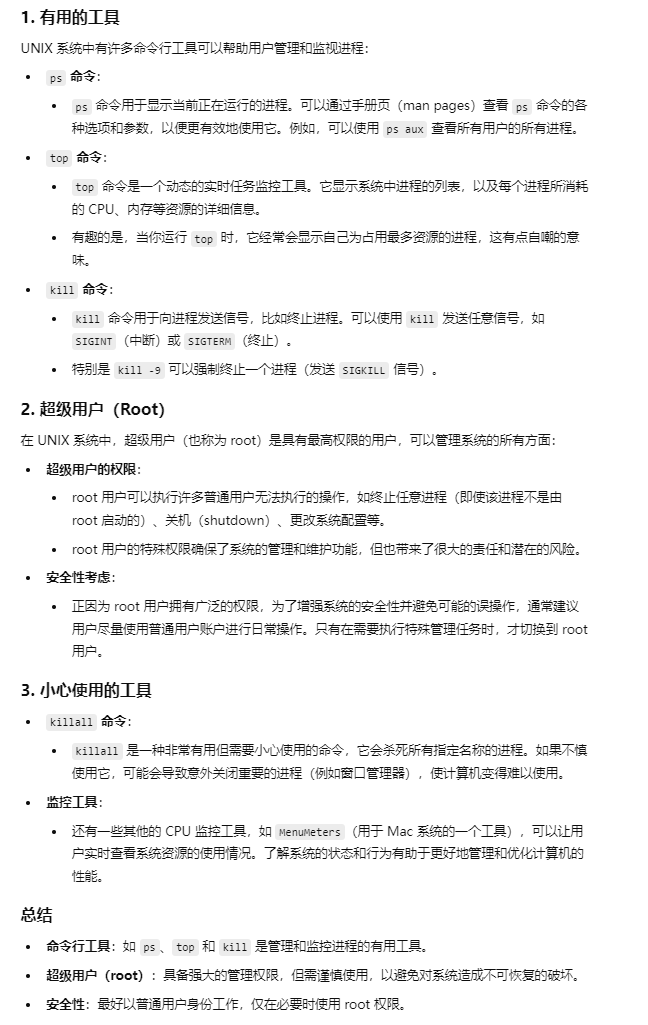 1. 有用的工具
UNIX 系统中有许多命令行工具可以帮助用户管理和监视进程：
• ps 命令：
• ps 命令用于显示当前正在运行的进程。可以通过手册页（man pages）查看 ps 命令的各
种选项和参数，以便更有效地使用它。例如，可以使用 ps aux 查看所有用户的所有进程。
• top 命令：
• top 命令是一个动态的实时任务监控工具。它显示系统中进程的列表，以及每个进程所消耗
的 CPU、内存等资源的详细信息。
• 有趣的是，当你运行 top 时，它经常会显示自己为占用最多资源的进程，这有点自嘲的意
味。
• kill 命令：
• kill 命令用于向进程发送信号，比如终止进程。可以使用 kill 发送任意信号，如
SIGINT（中断）或 SIGTERM（终止）。
• 特别是 kill -9 可以强制终止一个进程（发送 SIGKILL 信号）。
2. 超级用户（Root）
在 UNIX 系统中，超级用户（也称为 root）是具有最高权限的用户，可以管理系统的所有方面：
• 超级用户的权限：
• root 用户可以执行许多普通用户无法执行的操作，如终止任意进程（即使该进程不是由
root 启动的）、关机（shutdown）、更改系统配置等。
• root 用户的特殊权限确保了系统的管理和维护功能，但也带来了很大的责任和潜在的风险。
• 安全性考虑：
• 正因为 root 用户拥有广泛的权限，为了增强系统的安全性并避免可能的误操作，通常建议
用户尽量使用普通用户账户进行日常操作。只有在需要执行特殊管理任务时，才切换到 root
用户。
3. 小心使用的工具
• killall 命令：
• killall 是一种非常有用但需要小心使用的命令，它会杀死所有指定名称的进程。如果不慎
使用它，可能会导致意外关闭重要的进程（例如窗口管理器），使计算机变得难以使用。
• 监控工具：
• 还有一些其他的 CPU 监控工具，如 MenuMeters（用于 Mac 系统的一个工具），可以让用
户实时查看系统资源的使用情况。了解系统的状态和行为有助于更好地管理和优化计算机的
性能。
总结
• 命令行工具：如 ps、top 和 kill 是管理和监控进程的有用工具。
• 超级用户（root）：具备强大的管理权限，但需谨慎使用，以避免对系统造成不可恢复的破坏。
• 安全性：最好以普通用户身份工作，仅在必要时使用 root 权限。